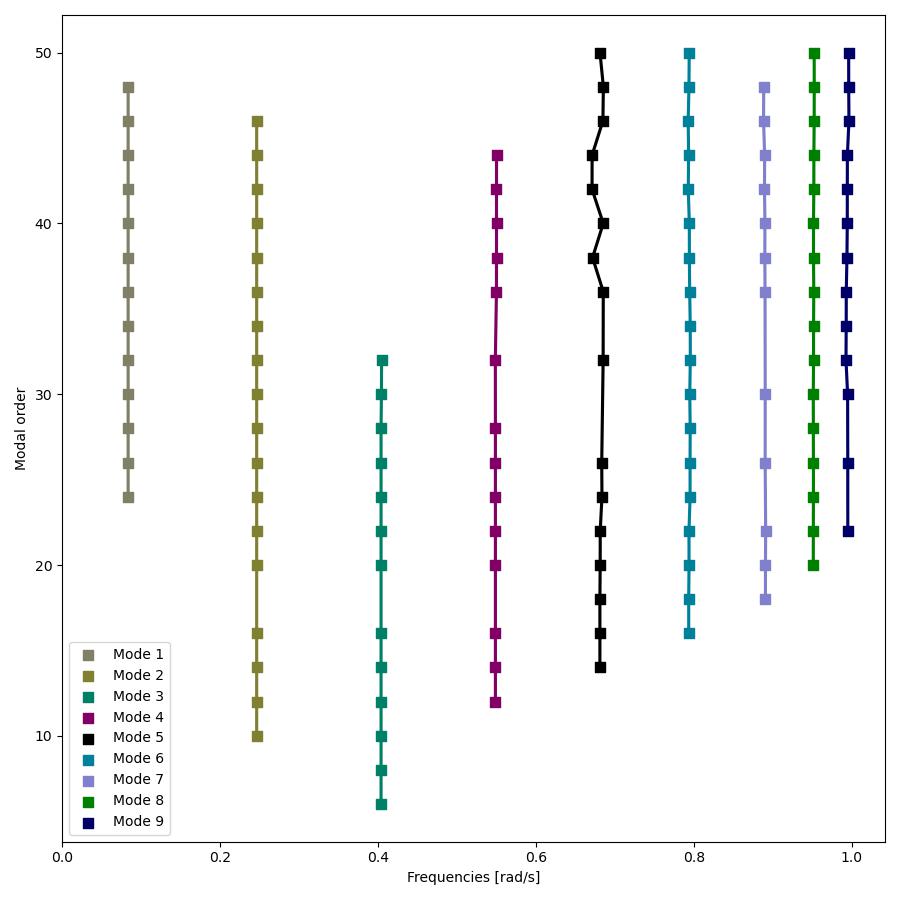 50
40
30
20
10
Modal order
Mode 1
Mode 2
Mode 3
Mode 4
Mode 5
Mode 6
Mode 7
Mode 8
Mode 9
0.0 0.2 0.4 0.6 0.8 1.0
Frequencies [rad/s]